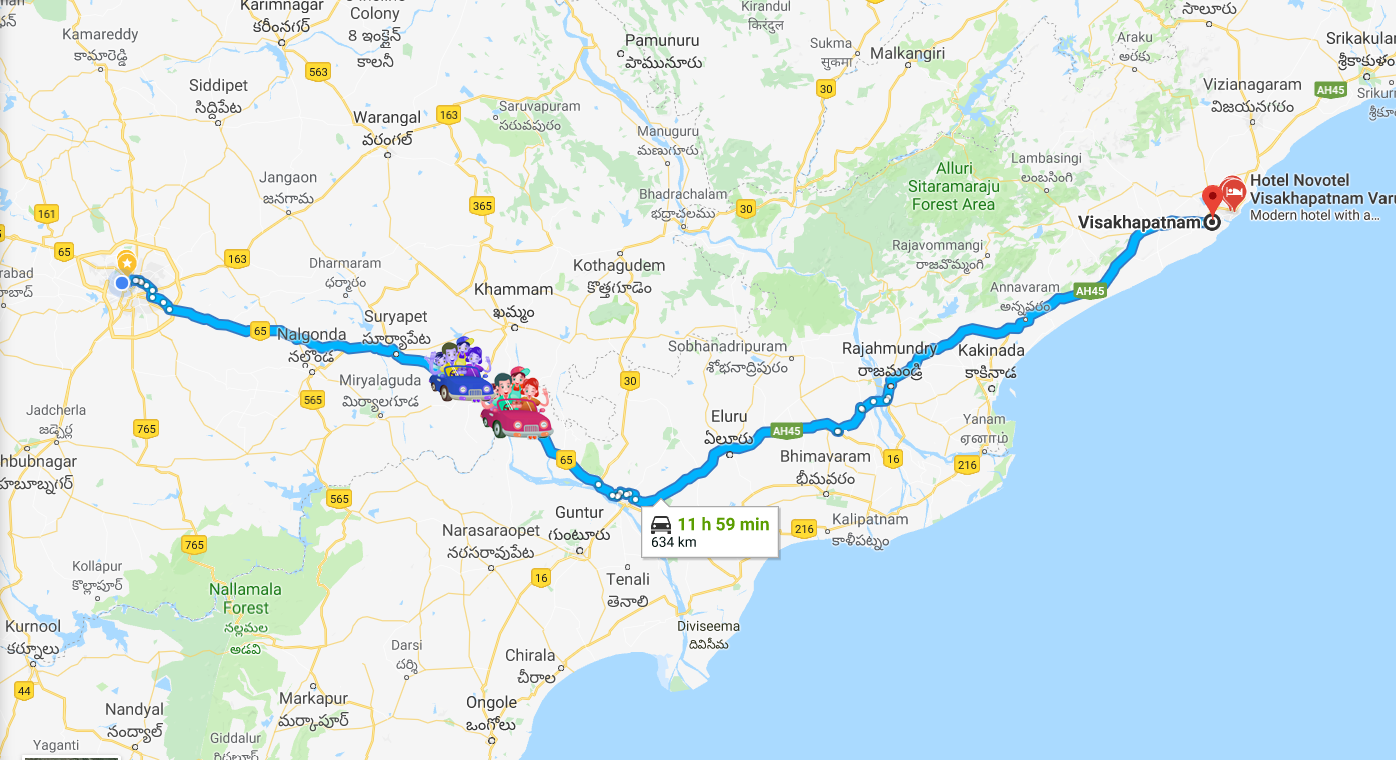 Karimnagar
కరీంనగర్
Colony
8 ఇంక్లైన్
కాలనీ
Kirandul
किरंदुल
సాలూరు
Kamareddy
కామారెడ్డి
563
Siddipet
సిద్దిపేట
Pamunuru
పామునూరు
Sukma
सुकमा
Malkangiri
Araku
అరకు
Srikakulam
శ్రీకాకుళం
Vizianagaram
విజయనగరం
AH45
30
163
Saruvapuram
సరువపురం
Warangal
వరంగల్
Manuguru
మణుగూరు
Jangaon
జనగాం
365
Bhadrachalam
భద్రాచలము
30
Alluri
Sitaramaraju
Forest Area
Lambasingi
లంబసింగి
Hotel Novotel
Visakhapatnam Varu
Modern hotel with a...
Visakhapatnam
161
65
163
Dharmaram
ధర్మారం
Kothagudem
కొత్తగూడెం
Rajavommangi
రాజవొమ్మంగి
Khammam
ఖమ్మం
Annavaram
అన్నవరం
AH45
65
Nalgonda
నల్గొండ
Suryapet
సూర్యాపేట
Sobhanadripuram
శోభనాద్రిపురం
Rajahmundry
రాజమండ్రి
Kakinada
కాకినాడ
Miryalaguda
మిర్యాలగూడ
30
565
Jadcherla
జడ్చెర్ల
765
Eluru
ఏలూరు
AH45
Yanam
ఏనాం
Bhimavaram
భీమవరం
16
216
65
hbubnagar
565
Guntur
గుంటూరు
11 h 59 min
634 km
216
Kalipatnam
కాళీపట్నం
Narasaraopet
నరసరావుపేట
765
Kollapur
కొల్లాపూర్
16
Tenali
తెనాలి
Nallamala
Forest
నల్లమల
అడవి
Kurnool
కర్నూలు
Diviseema
దివిసీమ
Darsi
దర్శి
Chirala
చీరాల
44
Markapur
మార్కాపూర్
Ongole
ఒంగోలు
Nandyal
నంద్యాల్
Giddalur
Yaganti